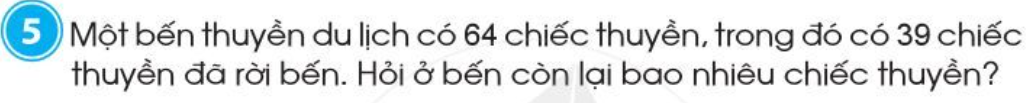 5 Một bến thuyền du lịch có 64 chiếc thuyền, trong đó có 39 chiếc
thuyền đã rời bến. Hỏi ở bến còn lại bao nhiêu chiếc thuyền?